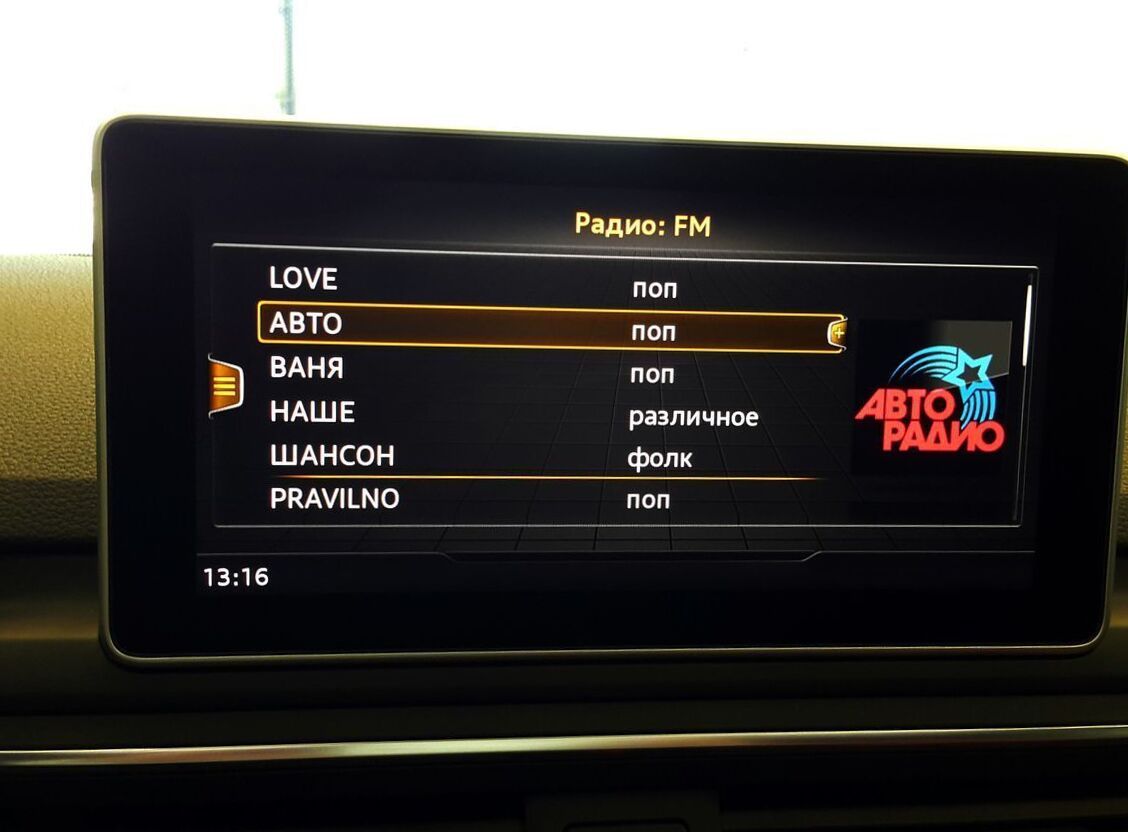 Радио: FM
LOVE поп
АВТО поп
ВАНЯ поп
НАШЕ различное
ШАНСОН фолк
PRAVILNO поп
АВТО
РАДИО
13:16